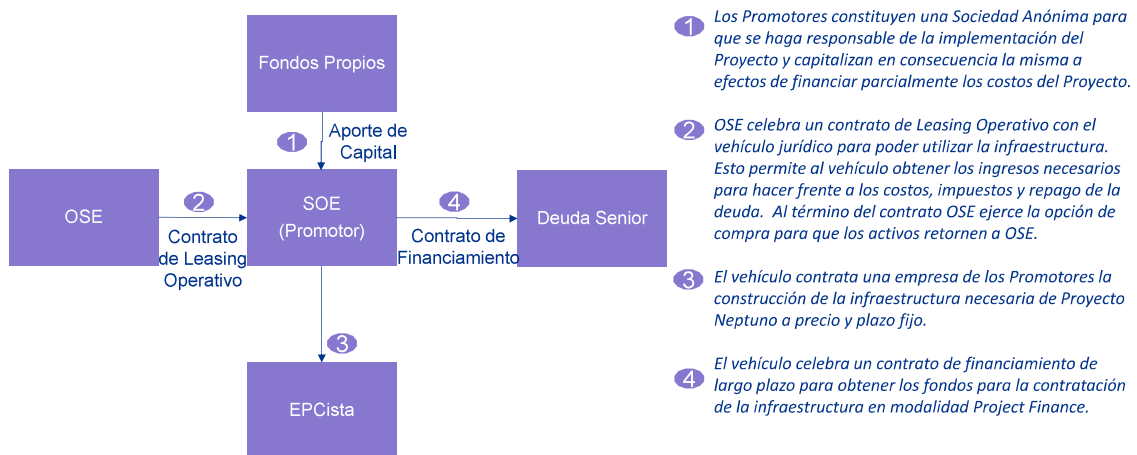 Fondos Propios
1
Aporte de
Capital
OSE
2
Contrato
de Leasing
Operativo
SOE
(Promotor)
4
Contrato de
Financiamiento
Deuda Senior
3
EPCista
1
Los Promotores constituyen una Sociedad Anónima para
que se haga responsable de la implementación del
Proyecto y capitalizan en consecuencia la misma a
efectos de financiar parcialmente los costos del Proyecto.
2
OSE celebra un contrato de Leasing Operativo con el
vehículo jurídico para poder utilizar la infraestructura.
Esto permite al vehículo obtener los ingresos necesarios
para hacer frente a los costos, impuestos y repago de la
deuda. Al término del contrato OSE ejerce la opción de
compra para que los activos retornen a OSE.
3
El vehículo contrata una empresa de los Promotores la
construcción de la infraestructura necesaria de Proyecto
Neptuno a precio y plazo fijo.
4
El vehículo celebra un contrato de financiamiento de
largo plazo para obtener los fondos para la contratación
de la infraestructura en modalidad Project Finance.